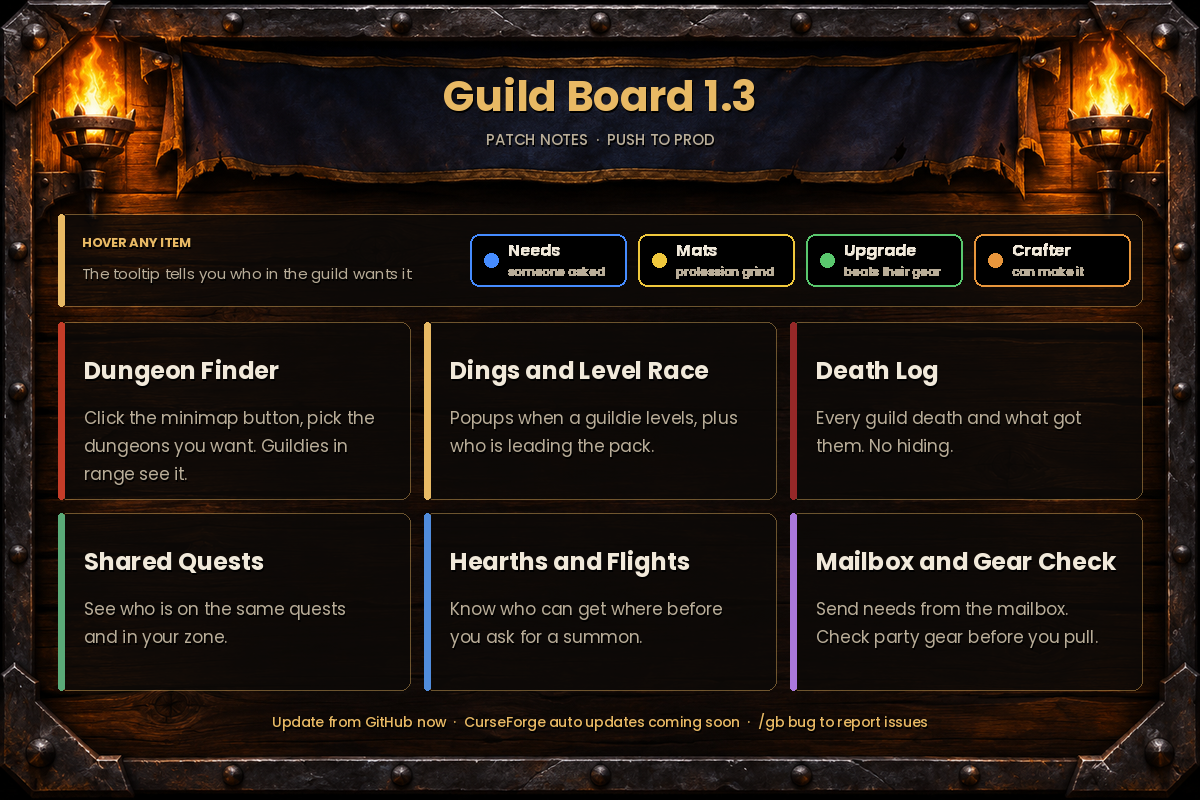 Guild Board 1.3
PATCH NOTES · PUSH TO PROD
HOVER ANY ITEM
The tooltip tells you who in the guild wants it
Needs
someone asked
Mats
profession grind
Upgrade
beats their gear
Crafter
can make it
Dungeon Finder
Click the minimap button, pick the
dungeons you want. Guildies in
range see it.
Dings and Level Race
Popups when a guildie levels, plus
who is leading the pack.
Death Log
Every guild death and what got
them. No hiding.
Shared Quests
See who is on the same quests
and in your zone.
Hearths and Flights
Know who can get where before
you ask for a summon.
Mailbox and Gear Check
Send needs from the mailbox.
Check party gear before you pull.
Update from GitHub now · CurseForge auto updates coming soon · /gb bug to report issues